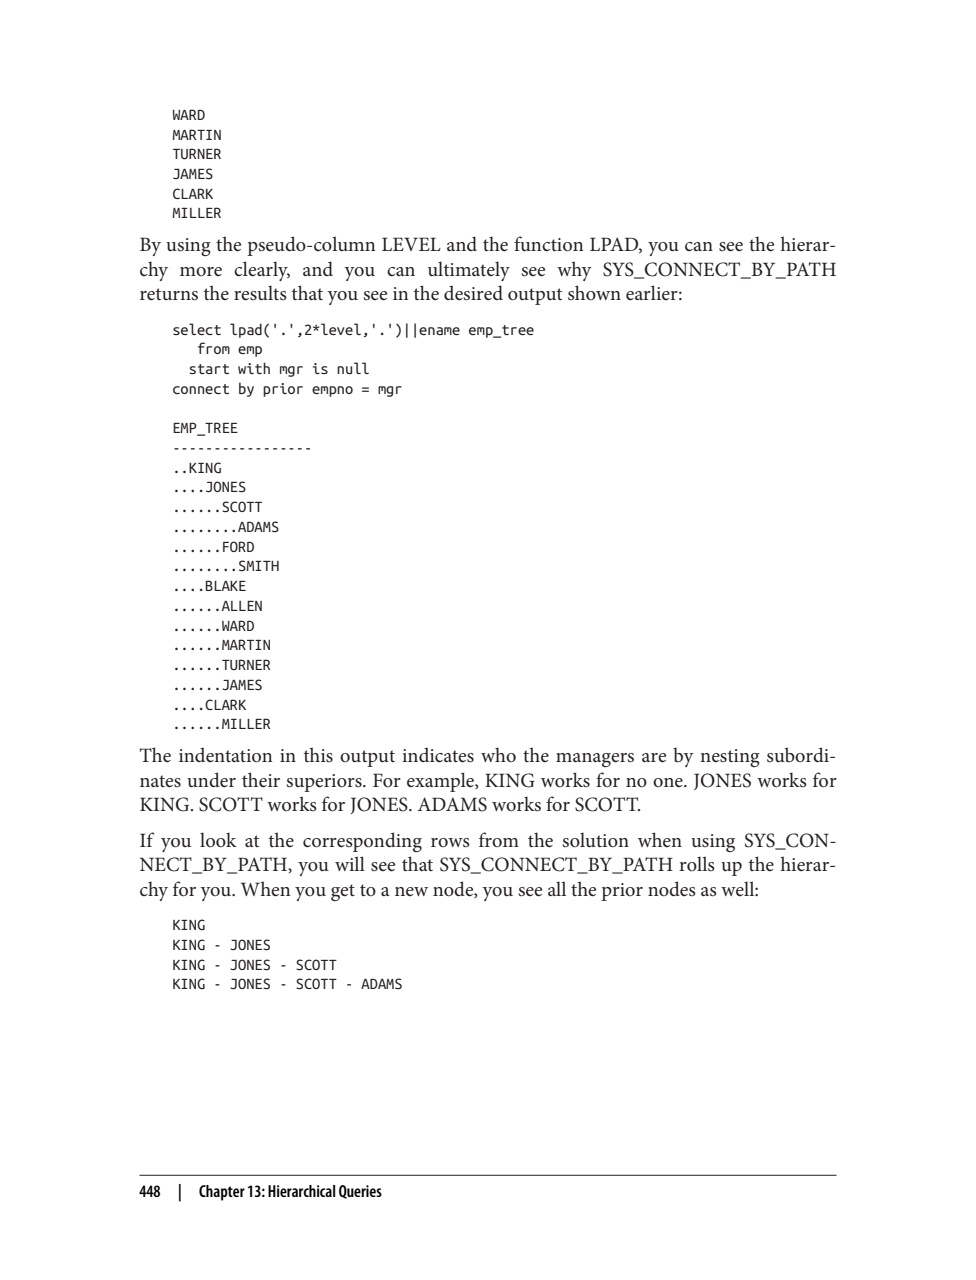 WARD
MARTIN
TURNER
JAMES
CLARK
MILLER
By using the pseudo-column LEVEL and the function LPAD, you can see the hierar-
chy more clearly, and you can ultimately see why SYS_CONNECT_BY_PATH
returns the results that you see in the desired output shown earlier:
select lpad('.',2*level,'.')||ename emp_tree
from emp
start with mgr is null
connect by prior empno = mgr
EMP_TREE
-----------------
..KING
....JONES
......SCOTT
........ADAMS
......FORD
........SMITH
....BLAKE
......ALLEN
......WARD
......MARTIN
......TURNER
......JAMES
....CLARK
......MILLER
The indentation in this output indicates who the managers are by nesting subordi-
nates under their superiors. For example, KING works for no one. JONES works for
KING. SCOTT works for JONES. ADAMS works for SCOTT.
If you look at the corresponding rows from the solution when using SYS_CON-
NECT_BY_PATH, you will see that SYS_CONNECT_BY_PATH rolls up the hierar-
chy for you. When you get to a new node, you see all the prior nodes as well:
KING
KING - JONES
KING - JONES - SCOTT
KING - JONES - SCOTT - ADAMS
448 | Chapter 13: Hierarchical Queries